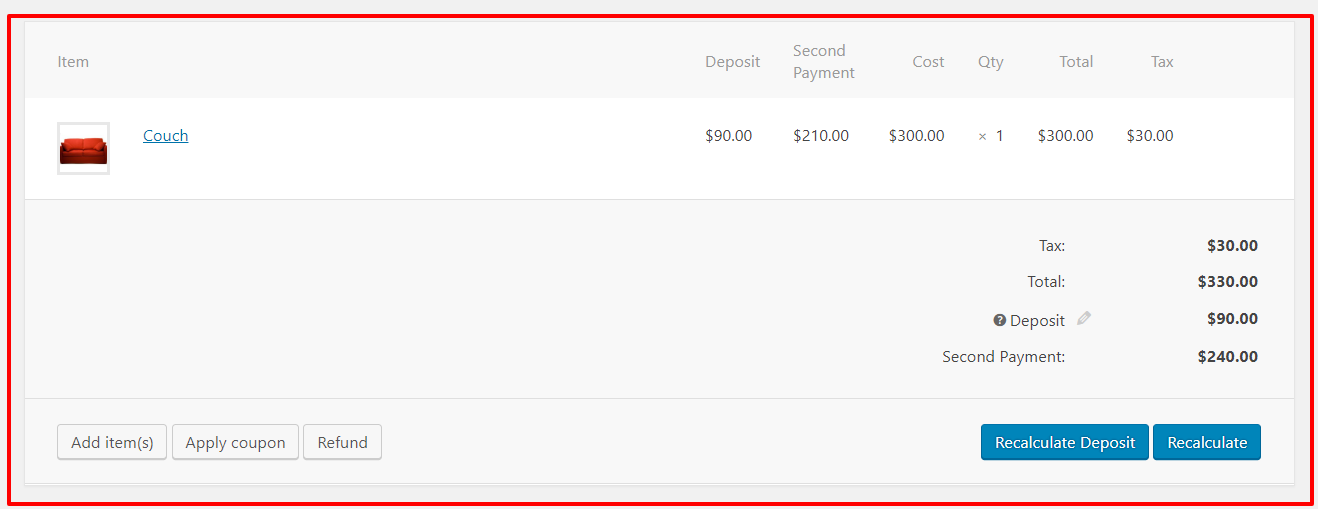 Item Deposit Second Payment Cost Qty Total Tax
Couch $90.00 $210.00 $300.00 × 1 $300.00 $30.00
Tax: $30.00
Total: $330.00
Deposit $90.00
Second Payment: $240.00
Add item(s) Apply coupon Refund Recalculate Deposit Recalculate